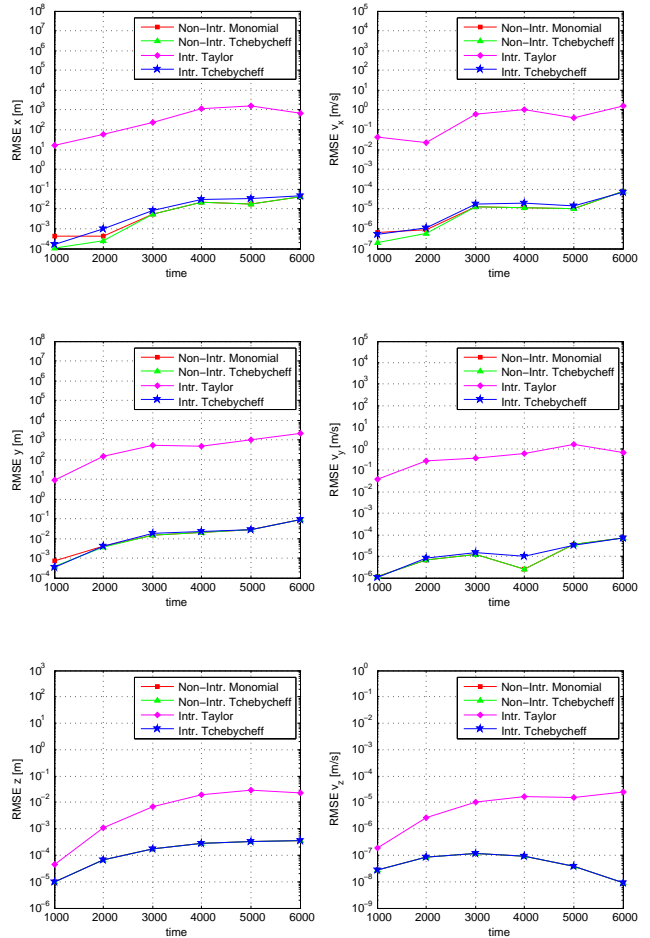 10^8
10^7
10^6
10^5
10^4
10^3
10^2
10^1
10^0
10^−1
10^−2
10^−3
10^−4
RMSE x [m]
1000 2000 3000 4000 5000 6000
time
Non−Intr. Monomial
Non−Intr. Tchebycheff
Intr. Taylor
Intr. Tchebycheff
10^5
10^4
10^3
10^2
10^1
10^0
10^−1
10^−2
10^−3
10^−4
10^−5
10^−6
10^−7
RMSE v_x [m/s]
1000 2000 3000 4000 5000 6000
time
Non−Intr. Monomial
Non−Intr. Tchebycheff
Intr. Taylor
Intr. Tchebycheff
10^8
10^7
10^6
10^5
10^4
10^3
10^2
10^1
10^0
10^−1
10^−2
10^−3
10^−4
RMSE y [m]
1000 2000 3000 4000 5000 6000
time
Non−Intr. Monomial
Non−Intr. Tchebycheff
Intr. Taylor
Intr. Tchebycheff
10^5
10^4
10^3
10^2
10^1
10^0
10^−1
10^−2
10^−3
10^−4
10^−5
10^−6
RMSE v_y [m/s]
1000 2000 3000 4000 5000 6000
time
Non−Intr. Monomial
Non−Intr. Tchebycheff
Intr. Taylor
Intr. Tchebycheff
10^3
10^2
10^1
10^0
10^−1
10^−2
10^−3
10^−4
10^−5
10^−6
RMSE z [m]
1000 2000 3000 4000 5000 6000
time
Non−Intr. Monomial
Non−Intr. Tchebycheff
Intr. Taylor
Intr. Tchebycheff
10^0
10^−1
10^−2
10^−3
10^−4
10^−5
10^−6
10^−7
10^−8
10^−9
RMSE v_z [m/s]
1000 2000 3000 4000 5000 6000
time
Non−Intr. Monomial
Non−Intr. Tchebycheff
Intr. Taylor
Intr. Tchebycheff